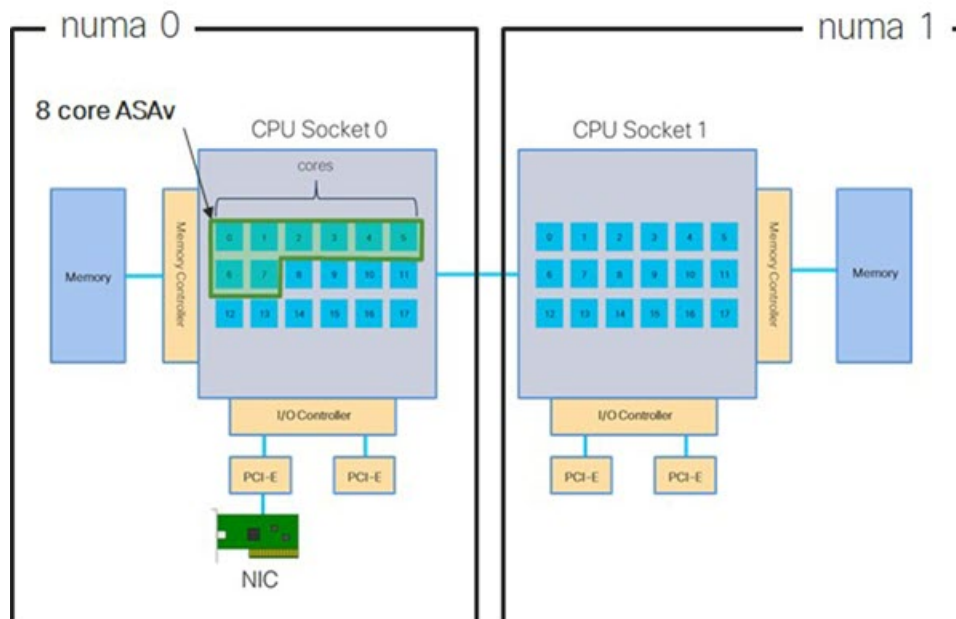 numa 0
numa 1
8 core ASAv
CPU Socket 0
CPU Socket 1
cores
0 1 2 3 4 5
0 1 2 3 4 5
Memory
Memory Controller
6 7 8 9 10 11
6 7 8 9 10 11
Memory Controller
Memory
12 13 14 15 16 17
12 13 14 15 16 17
I/O Controller
I/O Controller
PCI-E
PCI-E
PCI-E
PCI-E
NIC